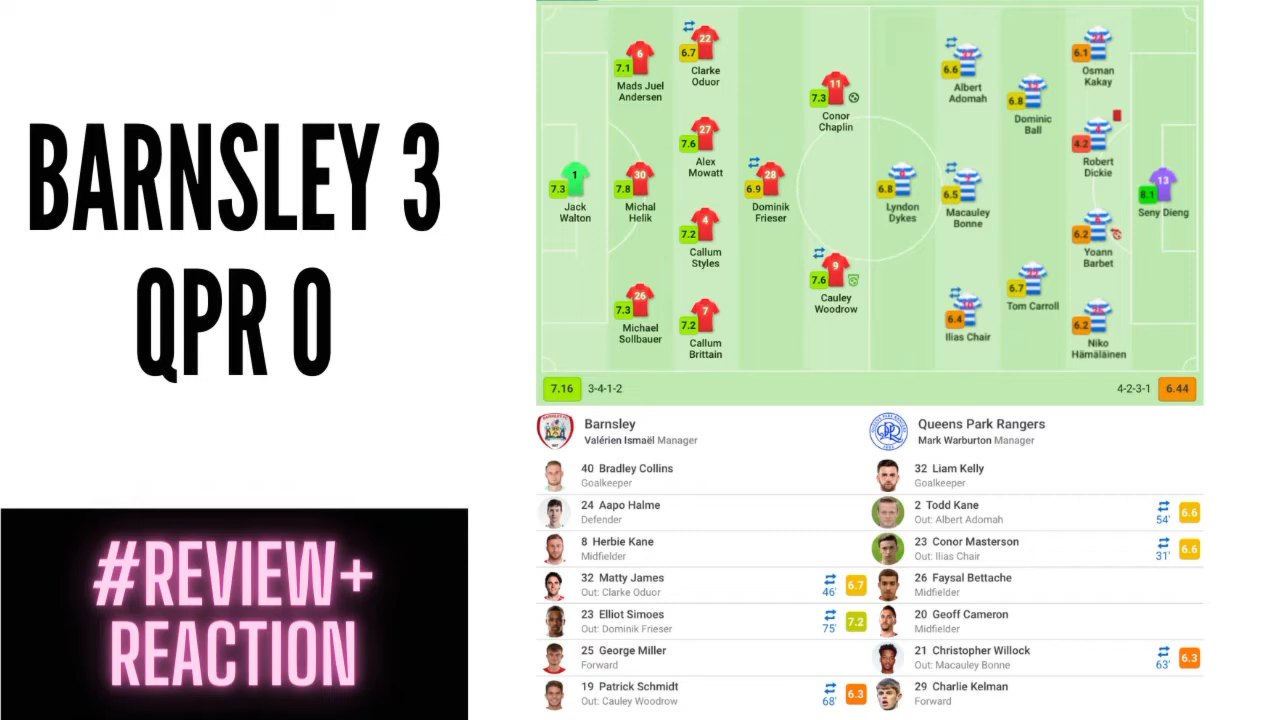 BARNSLEY 3
QPR 0
#REVIEW+
REACTION
6
7.1
Mads Juel
Andersen
22
6.7
Clarke
Oduor
11
7.3
Conor
Chaplin
27
7.6
Alex
Mowatt
1
7.3
Jack
Walton
30
7.8
Michal
Helik
28
6.9
Dominik
Frieser
4
7.2
Callum
Styles
9
7.6
Cauley
Woodrow
26
7.3
Michael
Sollbauer
7
7.2
Callum
Brittain
6.6
Albert
Adomah
6.8
Dominic
Ball
6.1
Osman
Kakay
4.2
Robert
Dickie
6.8
Lyndon
Dykes
6.5
Macauley
Bonne
13
8.1
Seny Dieng
6.2
Yoann
Barbet
6.7
Tom Carroll
6.4
Ilias Chair
6.2
Niko
Hämäläinen
7.16 3-4-1-2
4-2-3-1 6.44
Barnsley
Valérien Ismaël Manager
40 Bradley Collins
Goalkeeper
24 Aapo Halme
Defender
8 Herbie Kane
Midfielder
32 Matty James
Out: Clarke Oduor
46' 6.7
23 Elliot Simoes
Out: Dominik Frieser
75' 7.2
25 George Miller
Forward
19 Patrick Schmidt
Out: Cauley Woodrow
68' 6.3
Queens Park Rangers
Mark Warburton Manager
32 Liam Kelly
Goalkeeper
2 Todd Kane
Out: Albert Adomah
54' 6.6
23 Conor Masterson
Out: Ilias Chair
31' 6.6
26 Faysal Bettache
Midfielder
20 Geoff Cameron
Midfielder
21 Christopher Willock
Out: Macauley Bonne
63' 6.3
29 Charlie Kelman
Forward